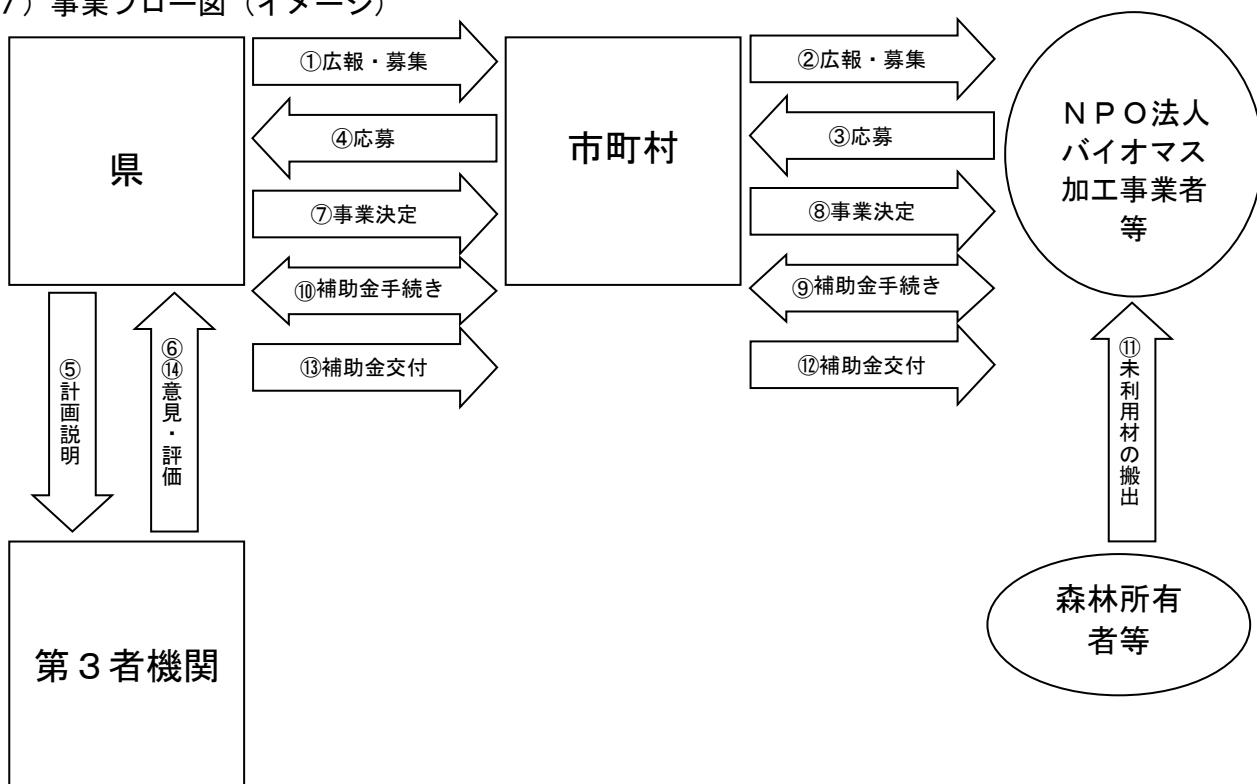 7）事業フロー図（イメージ）
①広報・募集
②広報・募集
県
④応募
市町村
③応募
ＮＰＯ法人
バイオマス
加工事業者
等
⑦事業決定
⑧事業決定
⑩補助金手続き
⑨補助金手続き
⑬補助金交付
⑫補助金交付
⑤計画説明
⑥⑭意見・評価
⑪未利用材の搬出
第３者機関
森林所有
者等